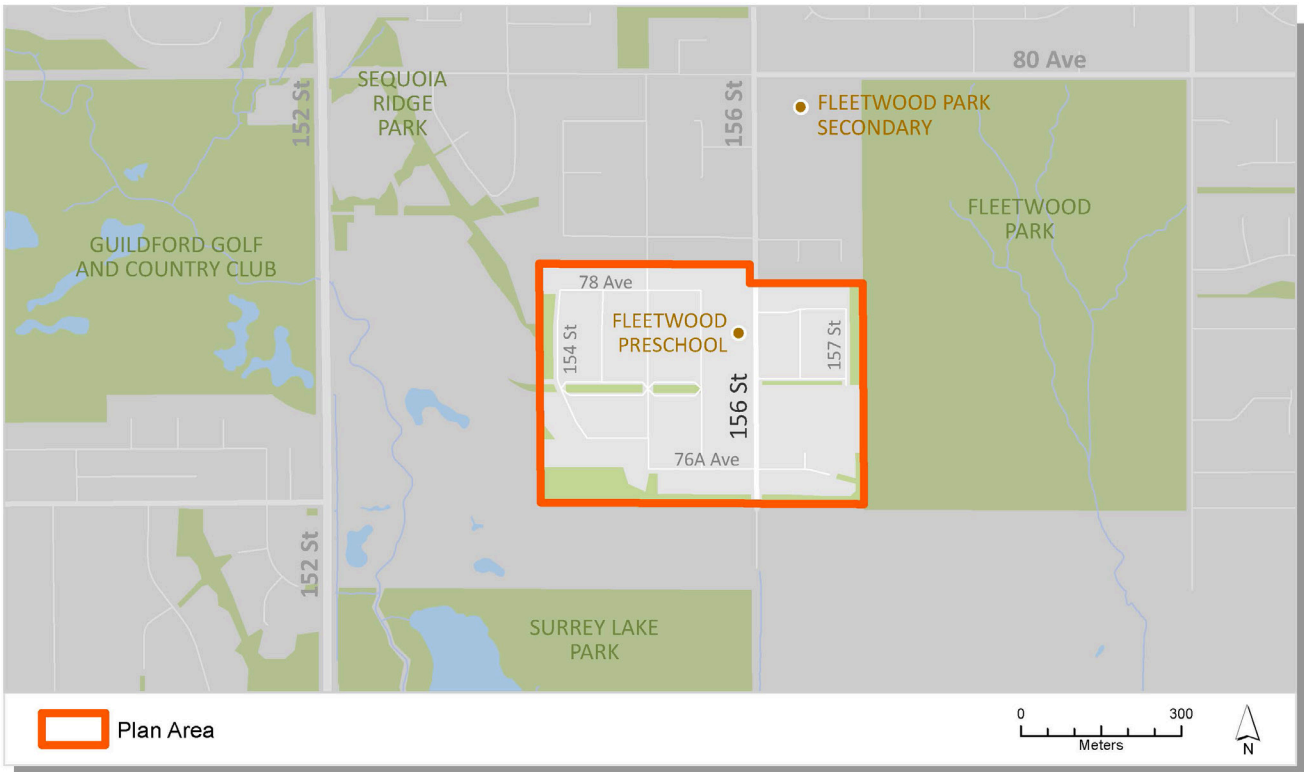 80 Ave
SEQUOIA
RIDGE
PARK
152 St
156 St
FLEETWOOD PARK
SECONDARY
GUILDFORD GOLF
AND COUNTRY CLUB
FLEETWOOD
PARK
78 Ave
154 St
FLEETWOOD
PRESCHOOL
157 St
156 St
76A Ave
152 St
SURREY LAKE
PARK
Plan Area
0 300
Meters
N